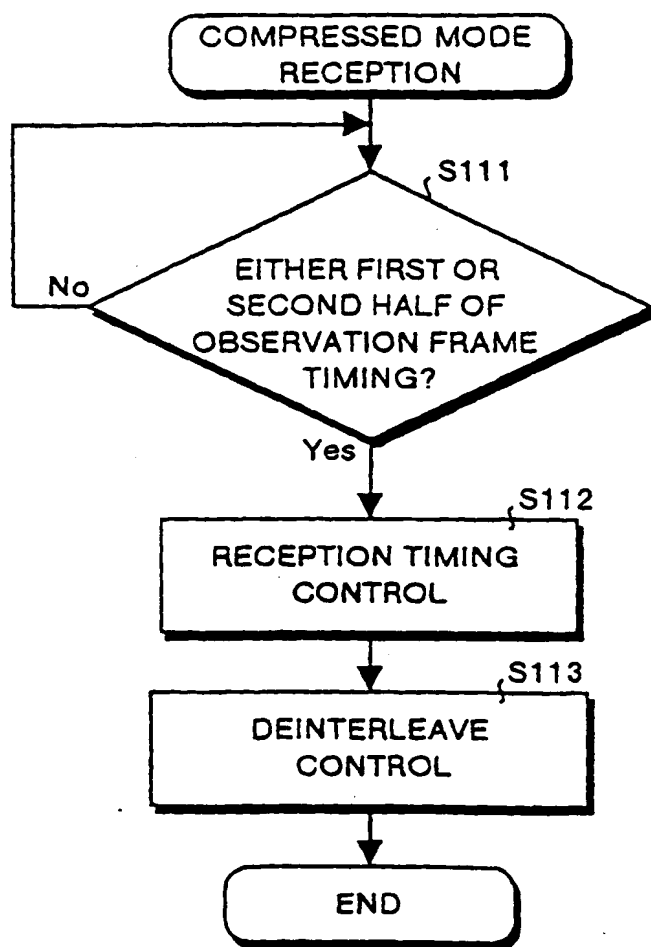 COMPRESSED MODE
RECEPTION
S111
EITHER FIRST OR
SECOND HALF OF
OBSERVATION FRAME
TIMING?
No
Yes
S112
RECEPTION TIMING
CONTROL
S113
DEINTERLEAVE
CONTROL
END